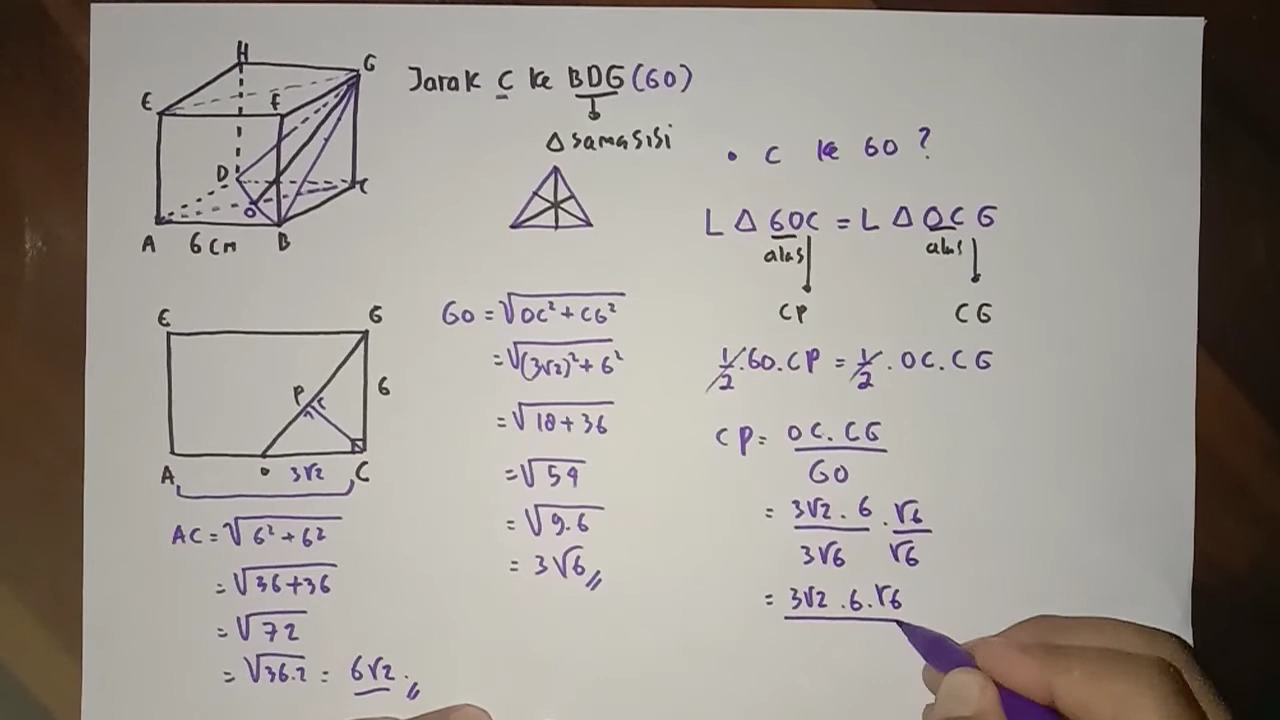 Jarak C ke BDG (GO)
Δ samasisi
H
G
E
F
D
C
O
A
6 cm
B
• C ke GO ?
L Δ GOC = L Δ OCG
alas
alas
CP
CG
E
G
P
6
A
O
3√2
C
AC = √6² + 6²
= √36+36
= √72
= √36.2 = 6√2
GO = √OC² + CG²
= √(3√2)² + 6²
= √18 + 36
= √54
= √9.6
= 3√6
1/2 . GO . CP = 1/2 . OC . CG
CP = OC . CG / GO
= 3√2 . 6 / 3√6 . √6 / √6
= 3√2 . 6 . √6